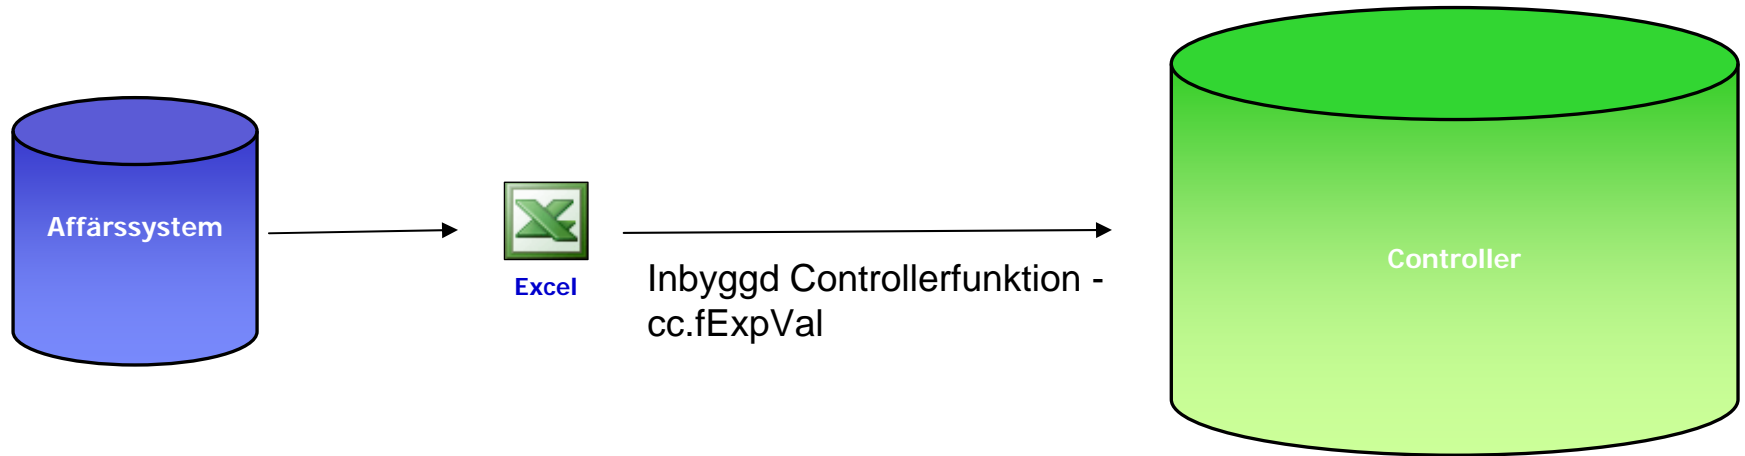 Affärssystem
Excel
Inbyggd Controllerfunktion -
cc.fExpVal
Controller